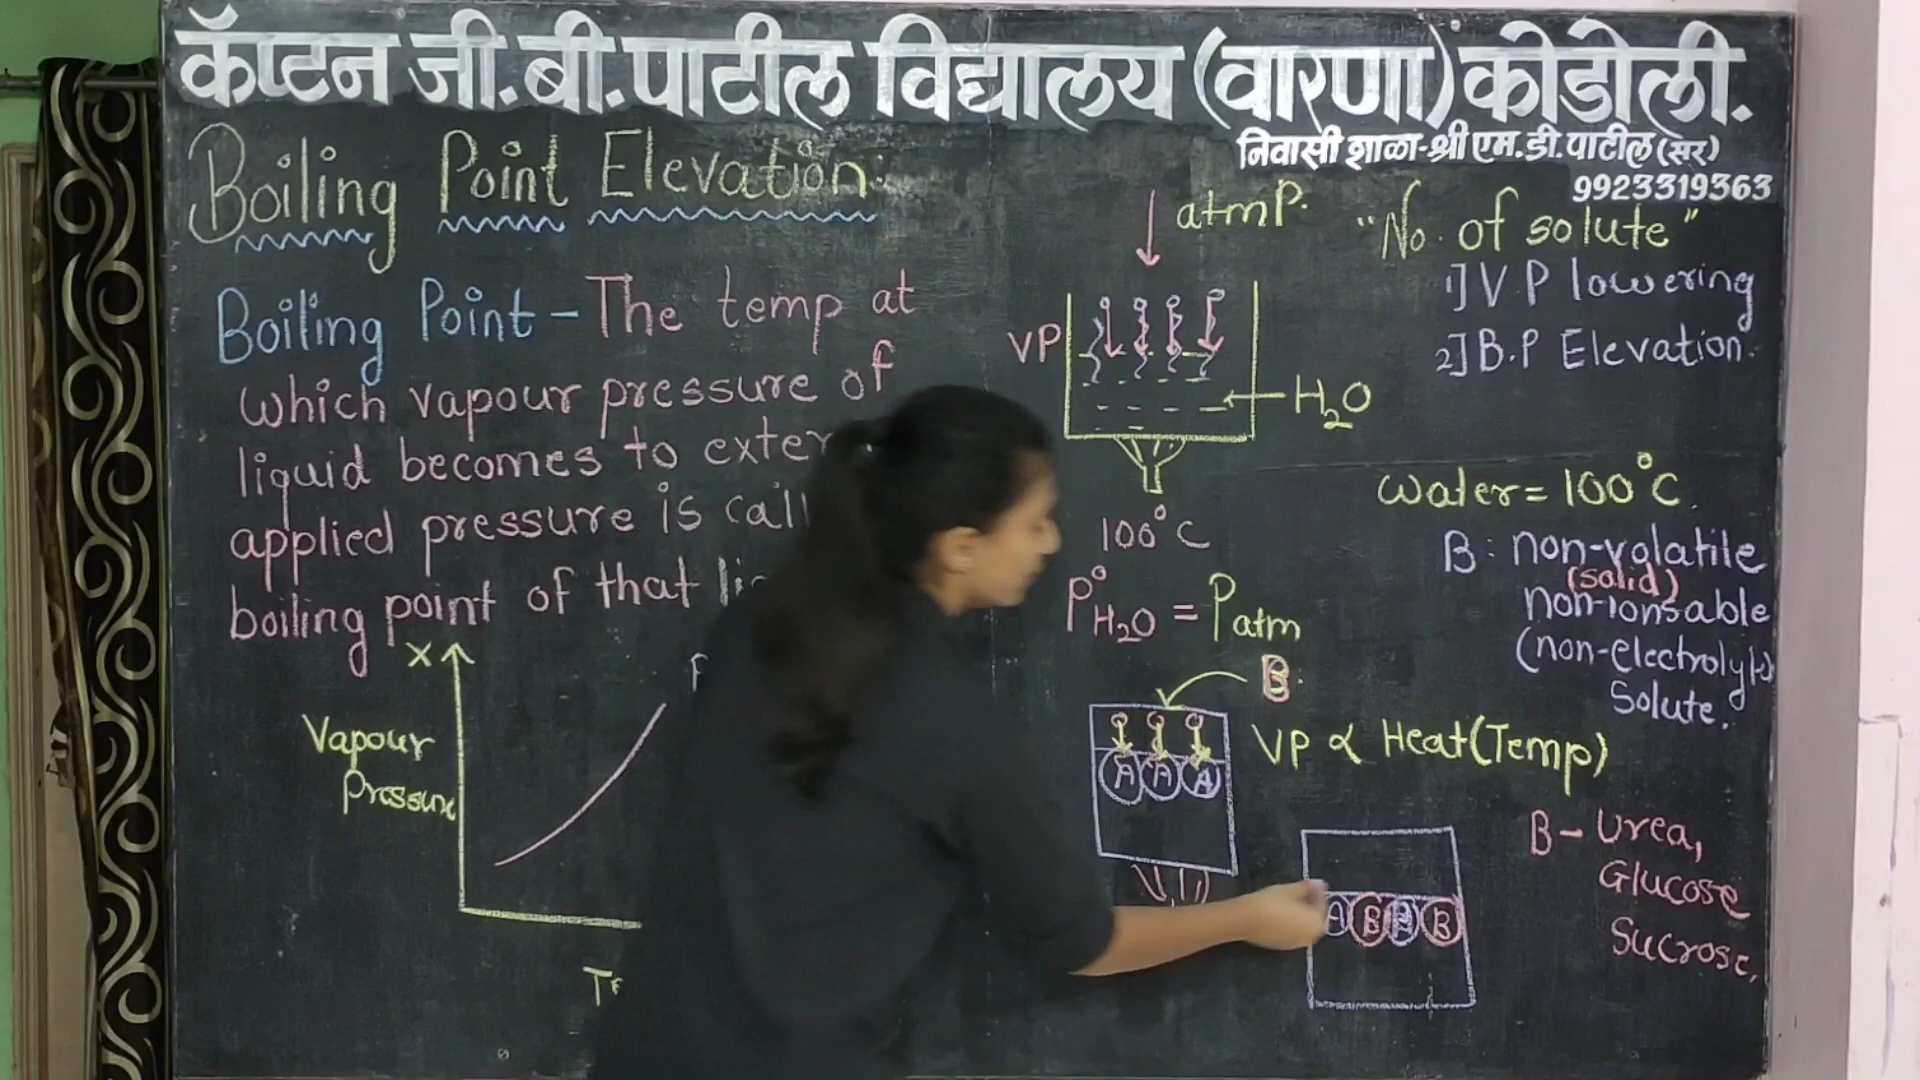 कॅप्टन जी.बी.पाटील विद्यालय (वारणा) कोडोली.
निवासी शाळा-श्री एम.डी.पाटील (सर)
9923319363
Boiling Point Elevation
Boiling Point - The temp at
which vapour pressure of
liquid becomes to exter
applied pressure is call
boiling point of that li
X
Vapour
Pressure
Te
atm P.
VP
H₂O
100°C
P°H₂O = Patm
B
A A A
VP ∝ Heat (Temp)
"No. of solute"
1] V.P lowering
2] B.P Elevation.
Water = 100°C.
B: non-volatile
(solid)
non-ionsable
(non-electrolyte)
Solute.
B - Urea,
Glucose
Sucrose,
A B A B